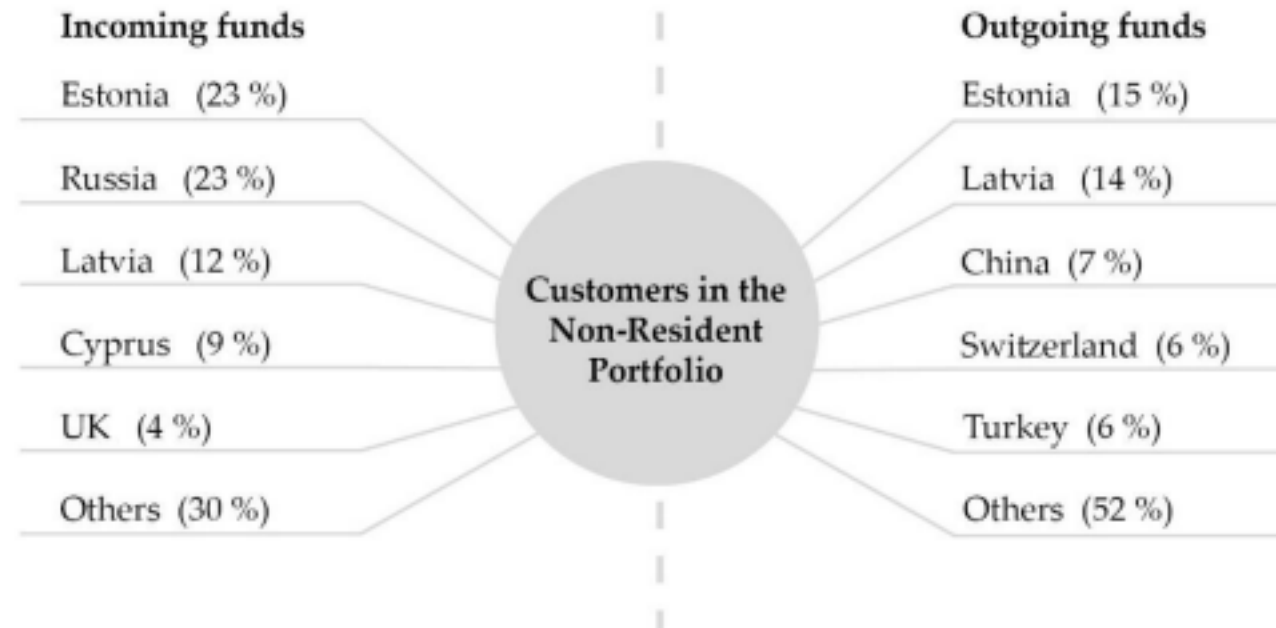 Incoming funds
Estonia (23 %)
Russia (23 %)
Latvia (12 %)
Cyprus (9 %)
UK (4 %)
Others (30 %)
Customers in the
Non-Resident
Portfolio
Outgoing funds
Estonia (15 %)
Latvia (14 %)
China (7 %)
Switzerland (6 %)
Turkey (6 %)
Others (52 %)